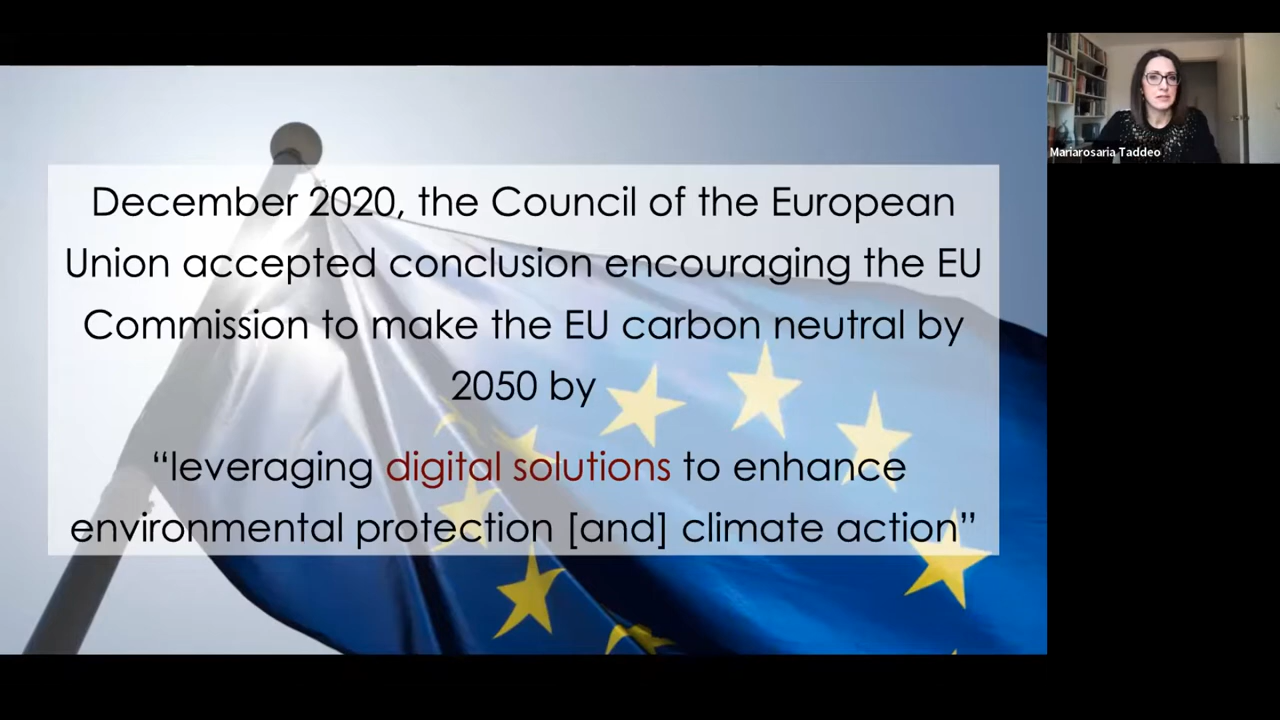 December 2020, the Council of the European
Union accepted conclusion encouraging the EU
Commission to make the EU carbon neutral by
2050 by
“leveraging digital solutions to enhance
environmental protection [and] climate action”
Mariarosaria Taddeo